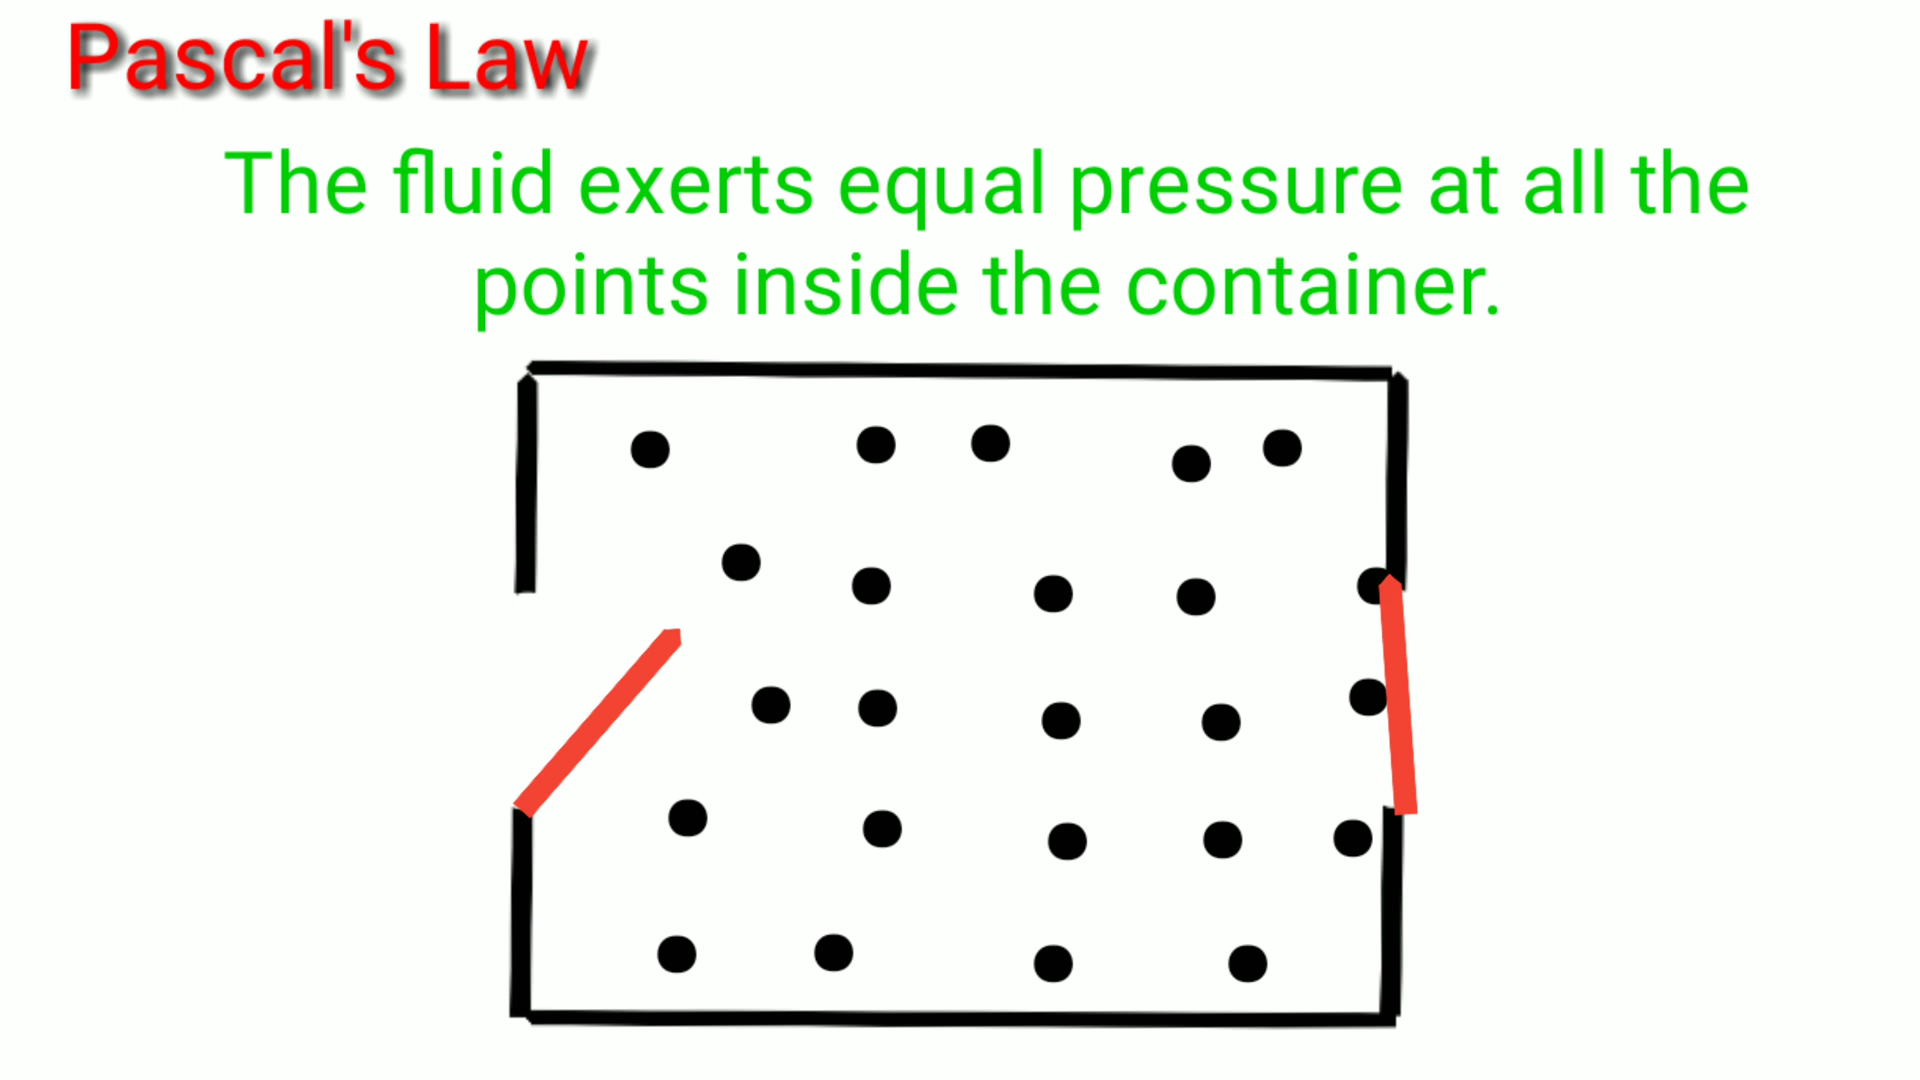 Pascal's Law
The fluid exerts equal pressure at all the
points inside the container.